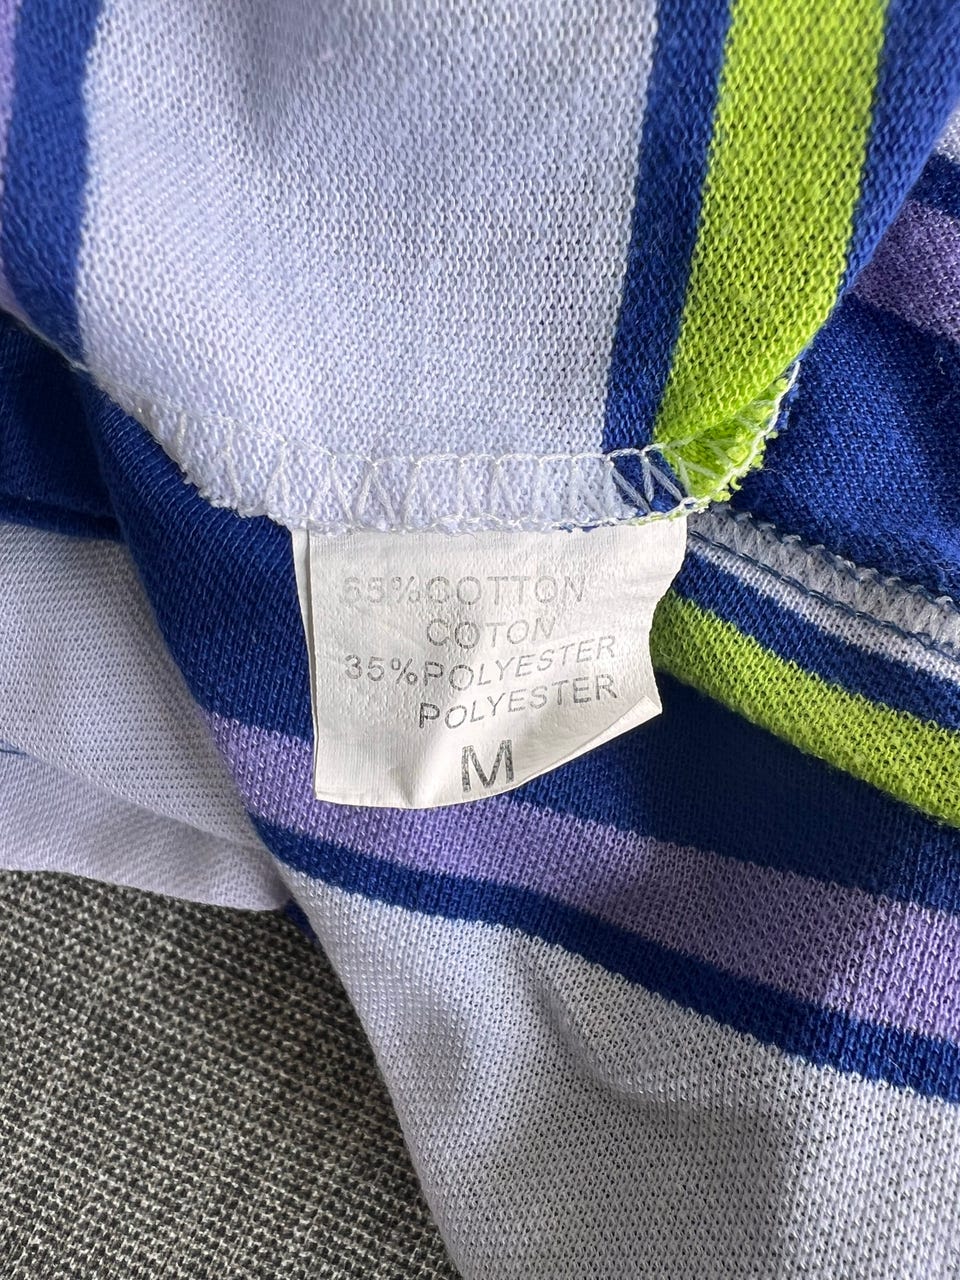 65%COTTON
COTON
35%POLYESTER
POLYESTER
M